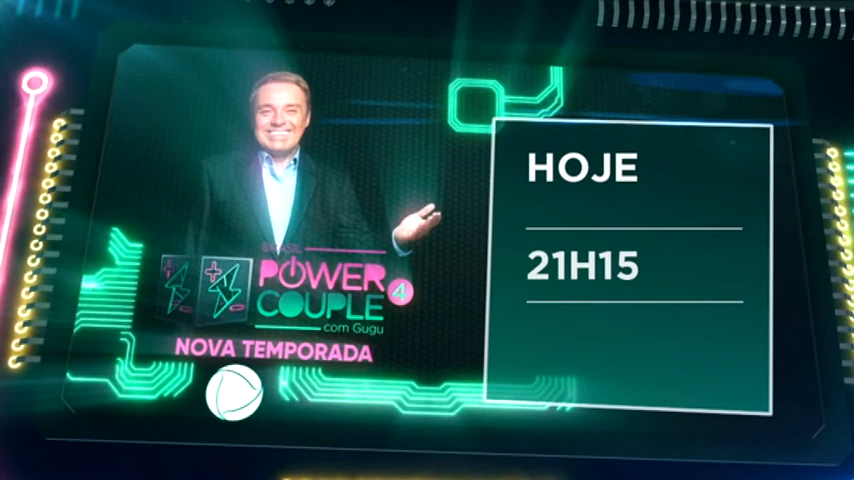 BRASIL
POWER
COUPLE 4
com Gugu
NOVA TEMPORADA
HOJE
21H15